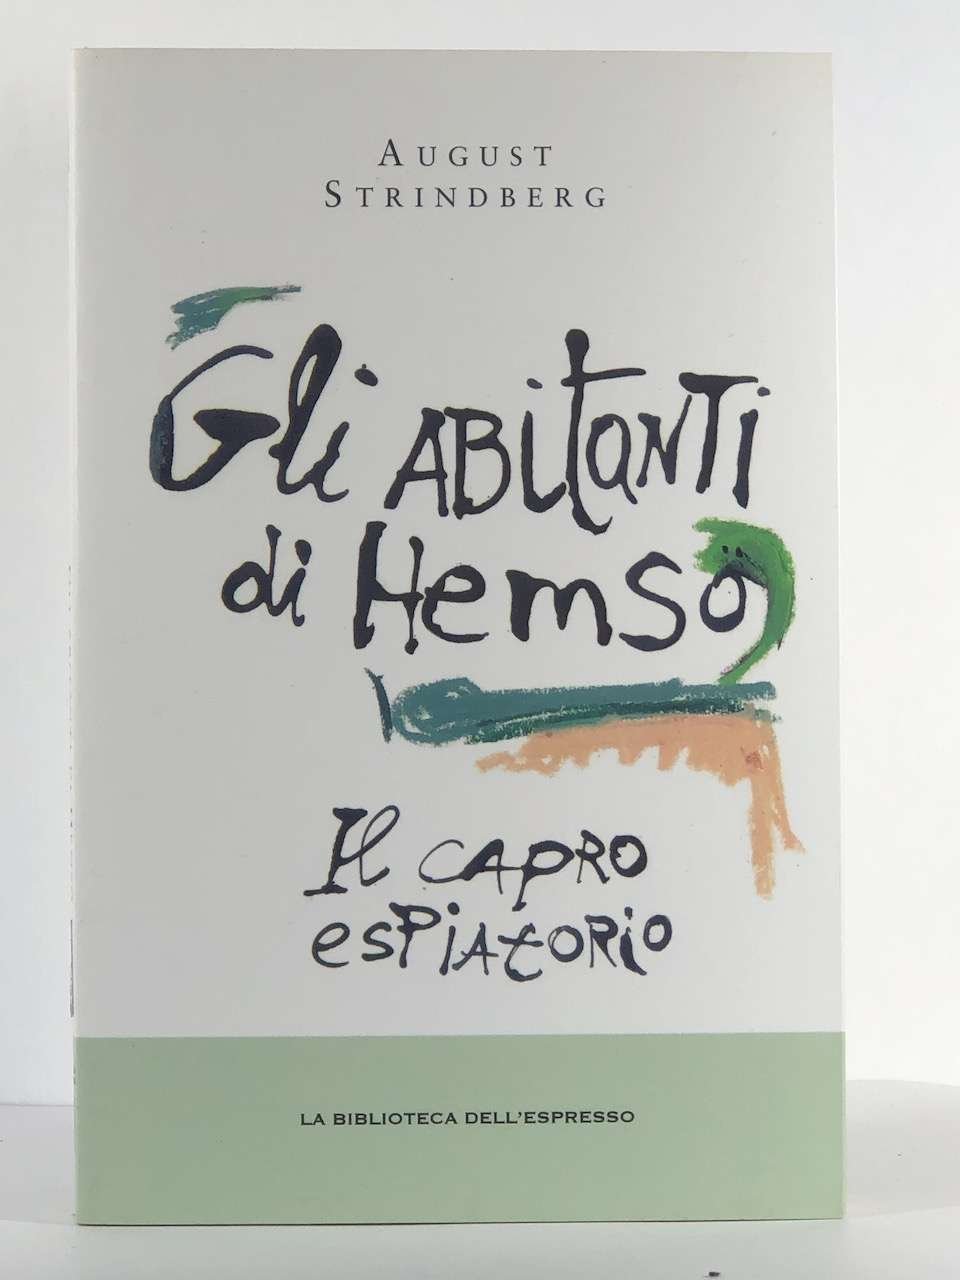 AUGUST
STRINDBERG
Gli ABitANTi
di Hemsö
Il CAPRO
esPiAtoRio
LA BIBLIOTECA DELL'ESPRESSO